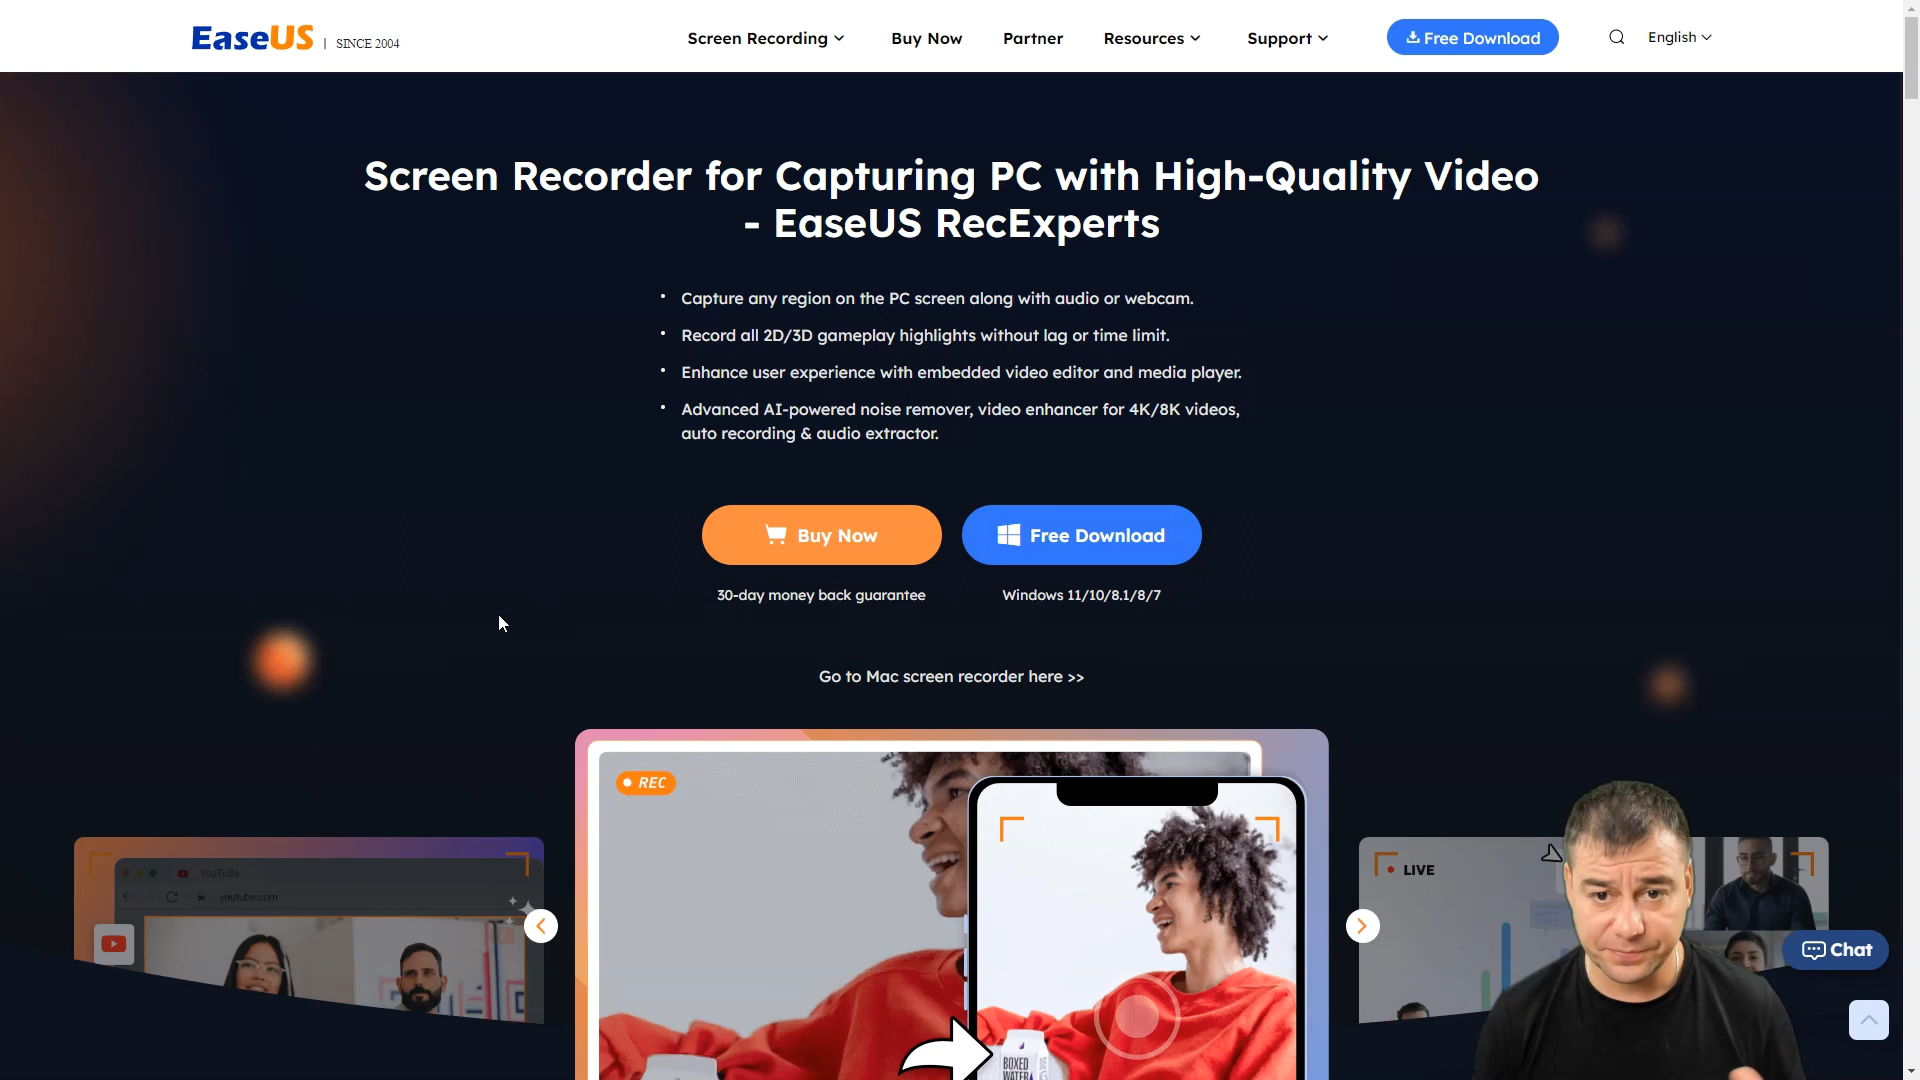 EaseUS | SINCE 2004
Screen Recording
Buy Now
Partner
Resources
Support
Free Download
English
Screen Recorder for Capturing PC with High-Quality Video
- EaseUS RecExperts
• Capture any region on the PC screen along with audio or webcam.
• Record all 2D/3D gameplay highlights without lag or time limit.
• Enhance user experience with embedded video editor and media player.
• Advanced AI-powered noise remover, video enhancer for 4K/8K videos,
auto recording & audio extractor.
Buy Now
Free Download
30-day money back guarantee
Windows 11/10/8.1/8/7
Go to Mac screen recorder here >>
REC
YouTube
youtube.com
LIVE
Chat
BOXED
WATER